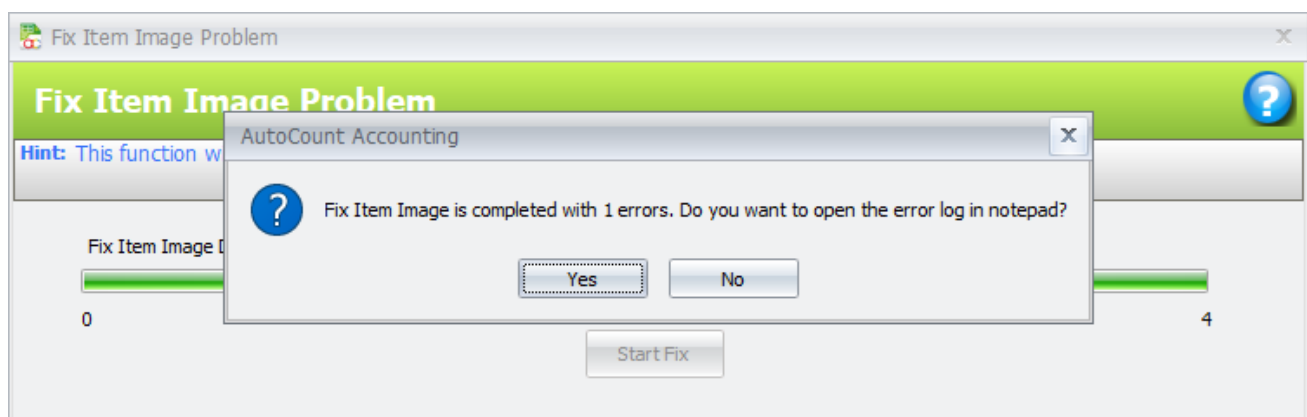 Fix Item Image Problem
Fix Item Image Problem
AutoCount Accounting
Hint: This function
Fix Item Image is completed with 1 errors. Do you want to open the error log in notepad?
Fix Item Image
Yes No
0 4
Start Fix